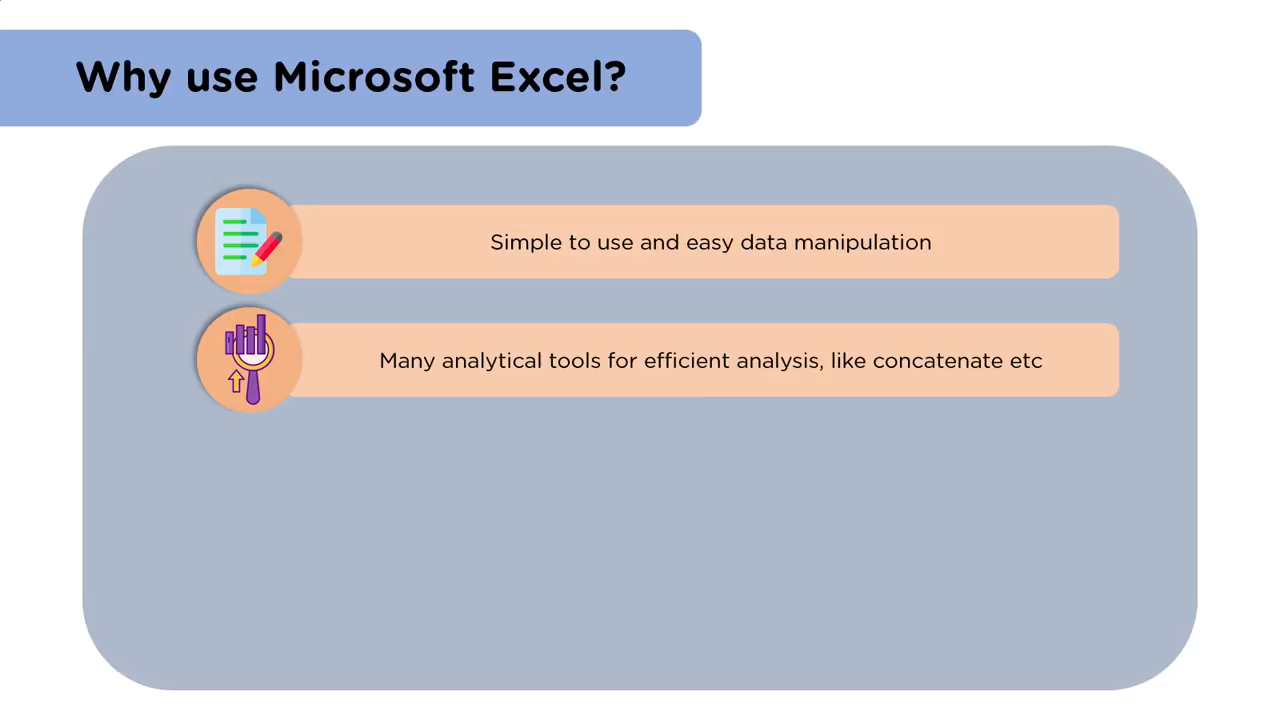 Why use Microsoft Excel?
Simple to use and easy data manipulation
Many analytical tools for efficient analysis, like concatenate etc